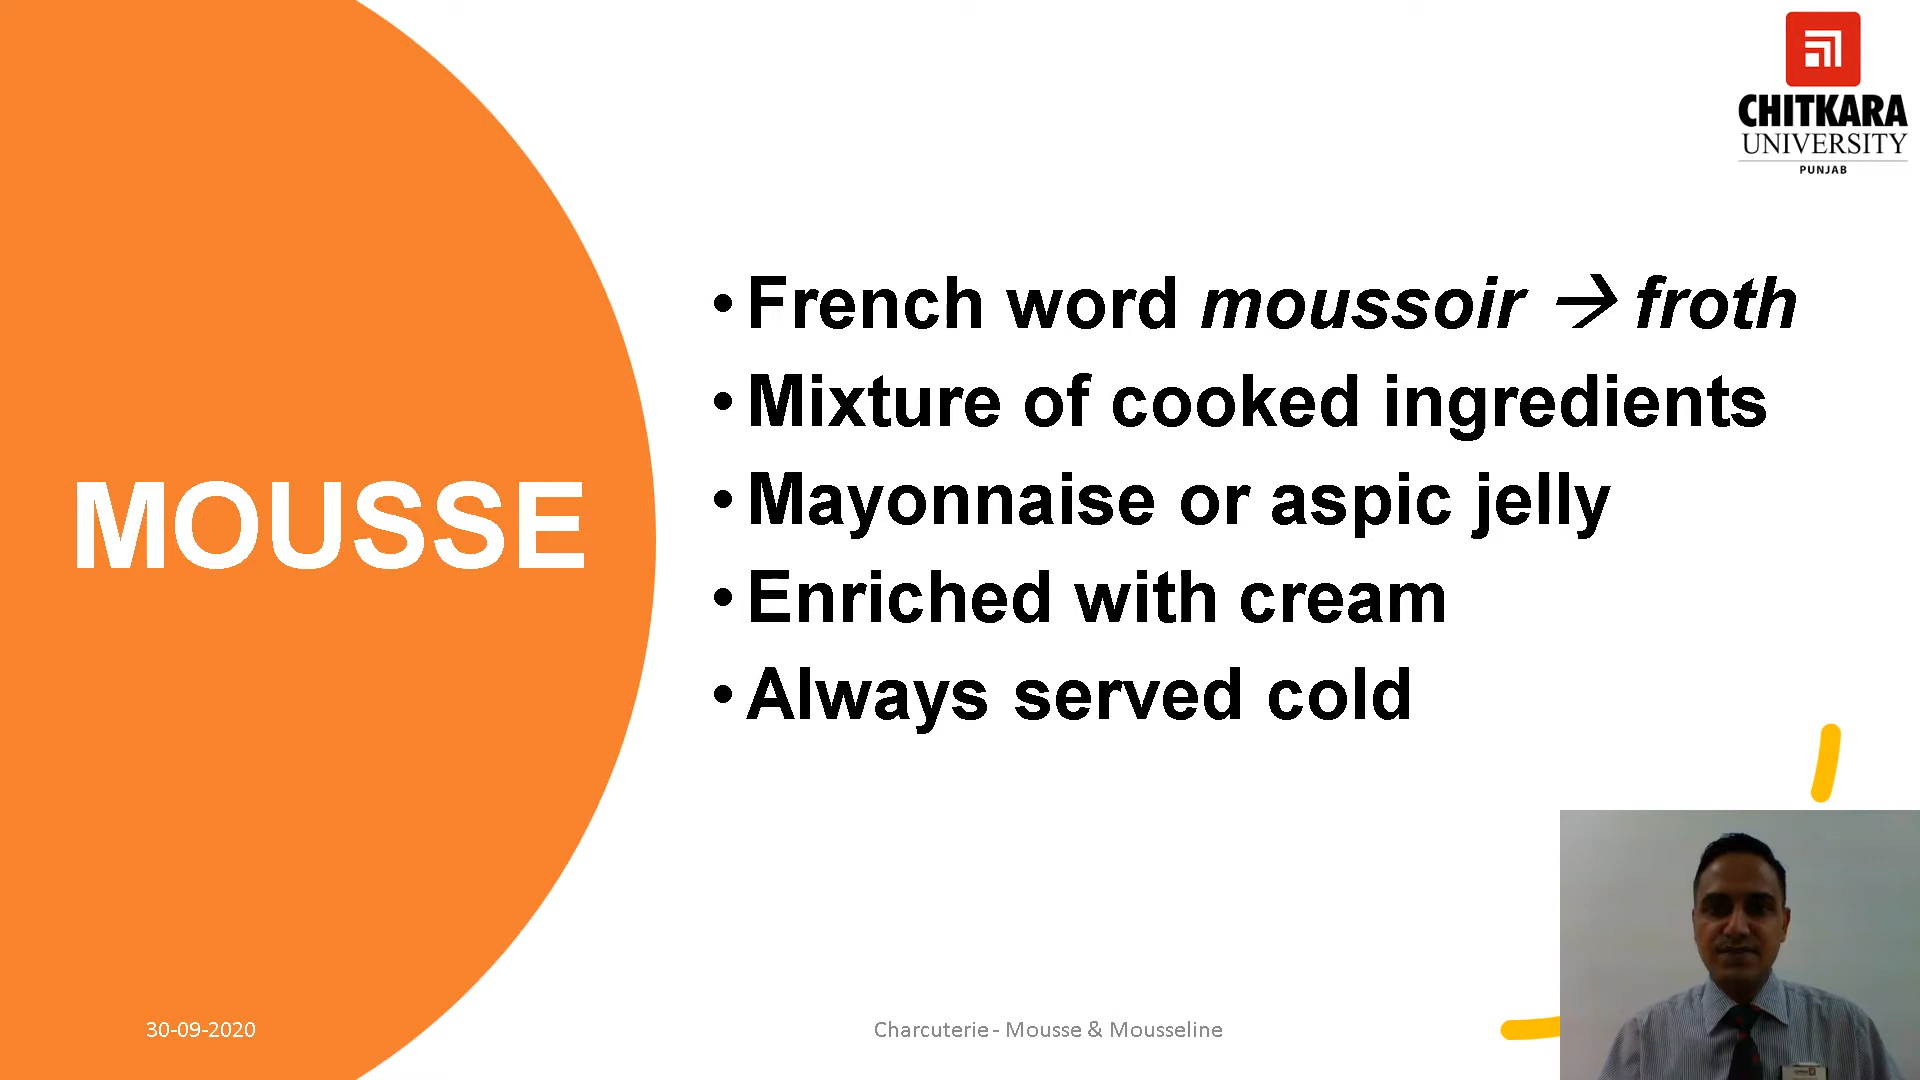 CHITKARA
UNIVERSITY
PUNJAB
MOUSSE
• French word moussoir → froth
• Mixture of cooked ingredients
• Mayonnaise or aspic jelly
• Enriched with cream
• Always served cold
30-09-2020
Charcuterie - Mousse & Mousseline